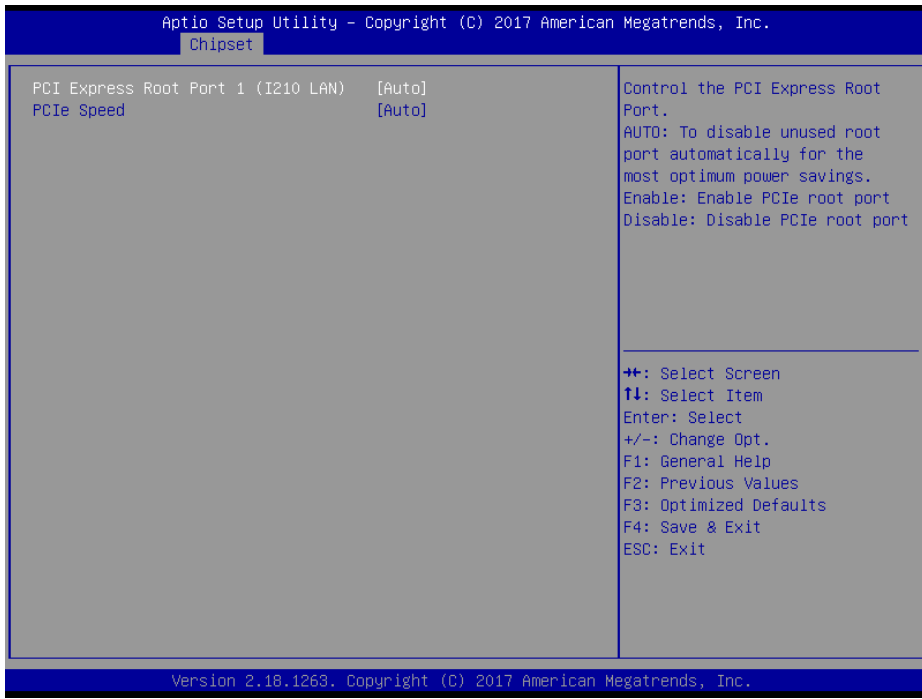 Aptio Setup Utility – Copyright (C) 2017 American Megatrends, Inc.
Chipset
PCI Express Root Port 1 (I210 LAN) [Auto]
PCIe Speed [Auto]
Control the PCI Express Root
Port.
AUTO: To disable unused root
port automatically for the
most optimum power savings.
Enable: Enable PCIe root port
Disable: Disable PCIe root port
→←: Select Screen
↑↓: Select Item
Enter: Select
+/-: Change Opt.
F1: General Help
F2: Previous Values
F3: Optimized Defaults
F4: Save & Exit
ESC: Exit
Version 2.18.1263. Copyright (C) 2017 American Megatrends, Inc.